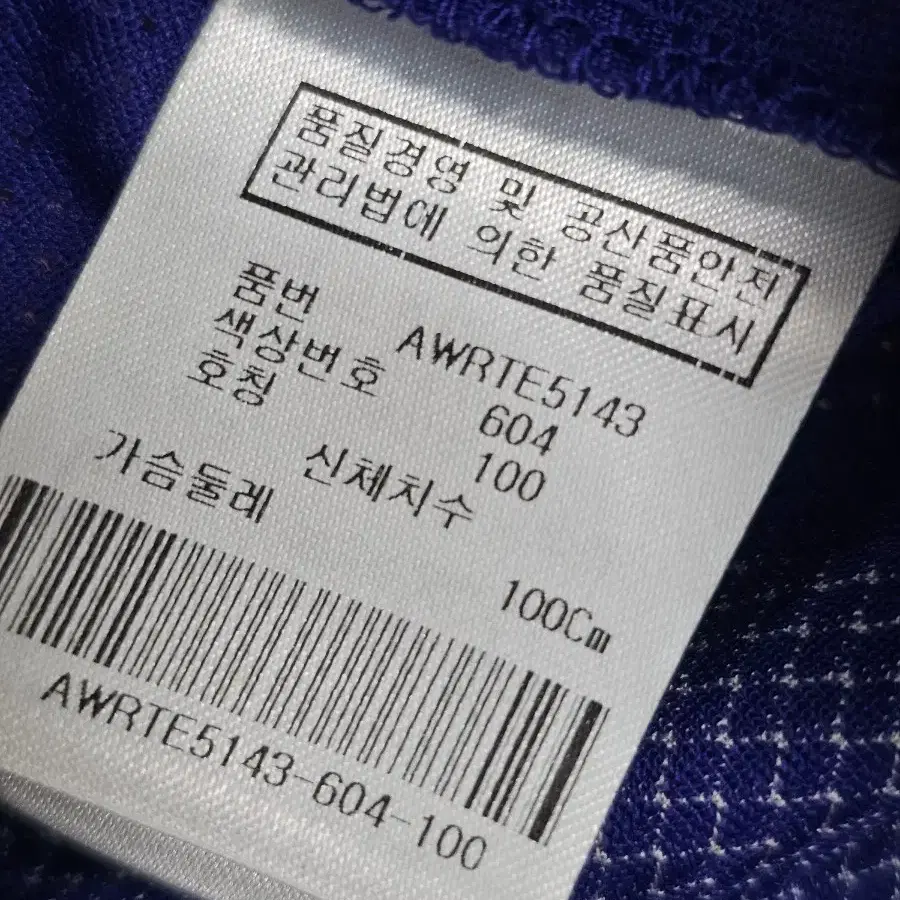 품질경영 및 공산품안전
관리법에 의한 품질표시
품번 AWRTE5143
색상번호 604
호칭 100
신체치수
가슴둘레 100Cm
AWRTE5143-604-100